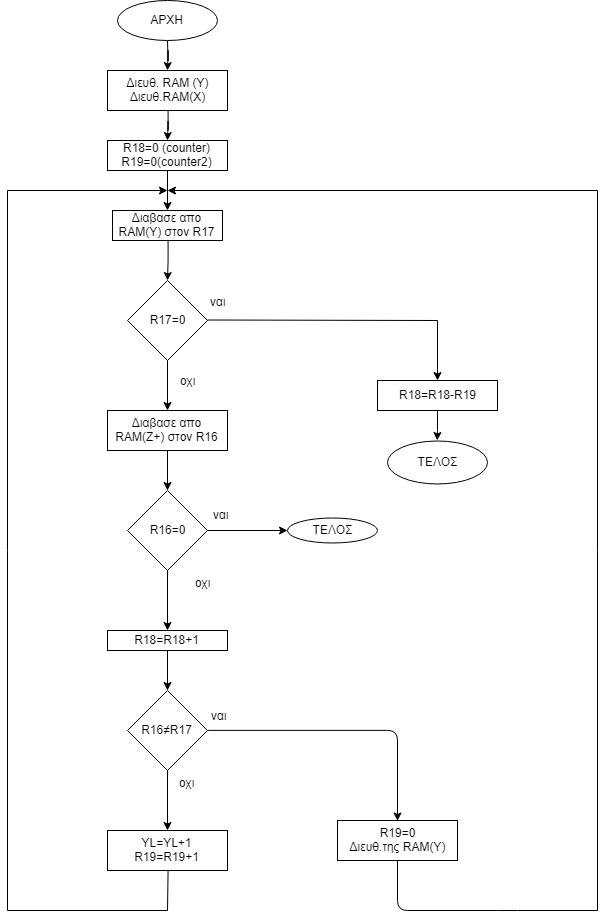 ΑΡΧΗ
Διευθ. RAM (Y)
Διευθ.RAM(X)
R18=0 (counter)
R19=0(counter2)
Διαβασε απο
RAM(Y) στον R17
ναι
R17=0
οχι
R18=R18-R19
Διαβασε απο
RAM(Z+) στον R16
ΤΕΛΟΣ
ναι
R16=0
ΤΕΛΟΣ
οχι
R18=R18+1
ναι
R16≠R17
οχι
YL=YL+1
R19=R19+1
R19=0
Διευθ.της RAM(Y)